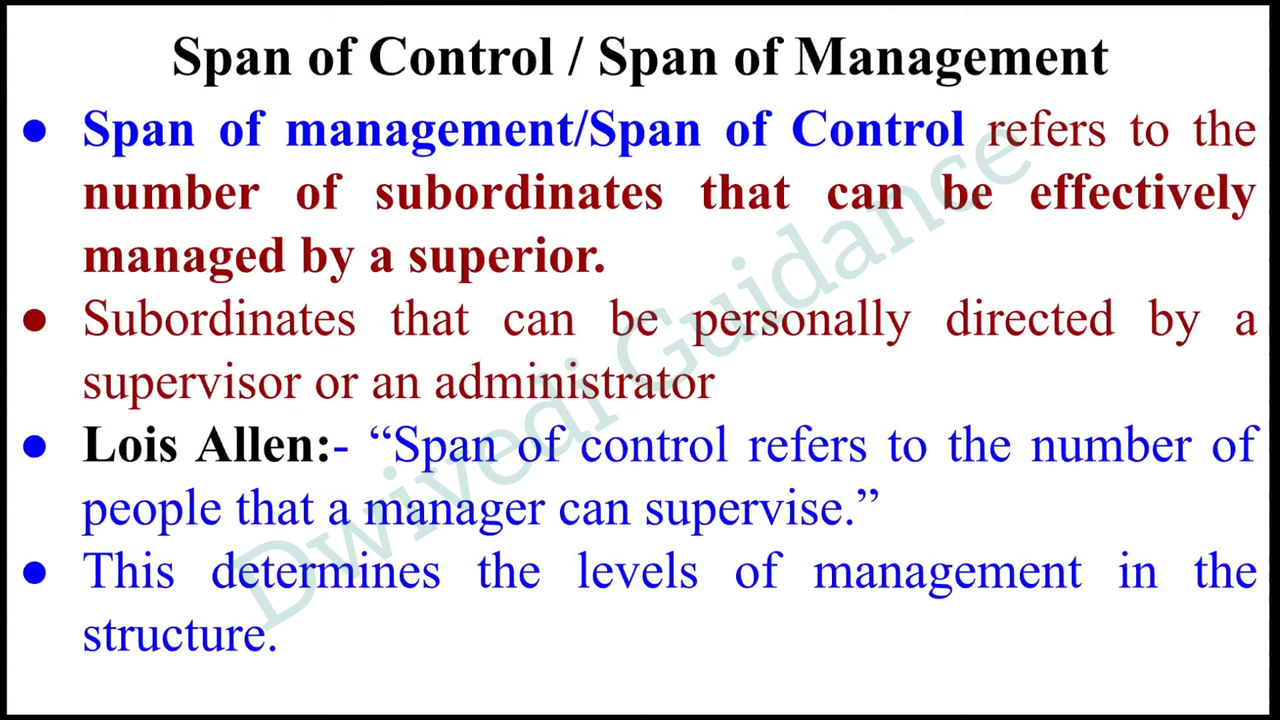 Span of Control / Span of Management
● Span of management/Span of Control refers to the
number of subordinates that can be effectively
managed by a superior.
● Subordinates that can be personally directed by a
supervisor or an administrator
● Lois Allen:- “Span of control refers to the number of
people that a manager can supervise.”
● This determines the levels of management in the
structure.
Dwivedi Guidance